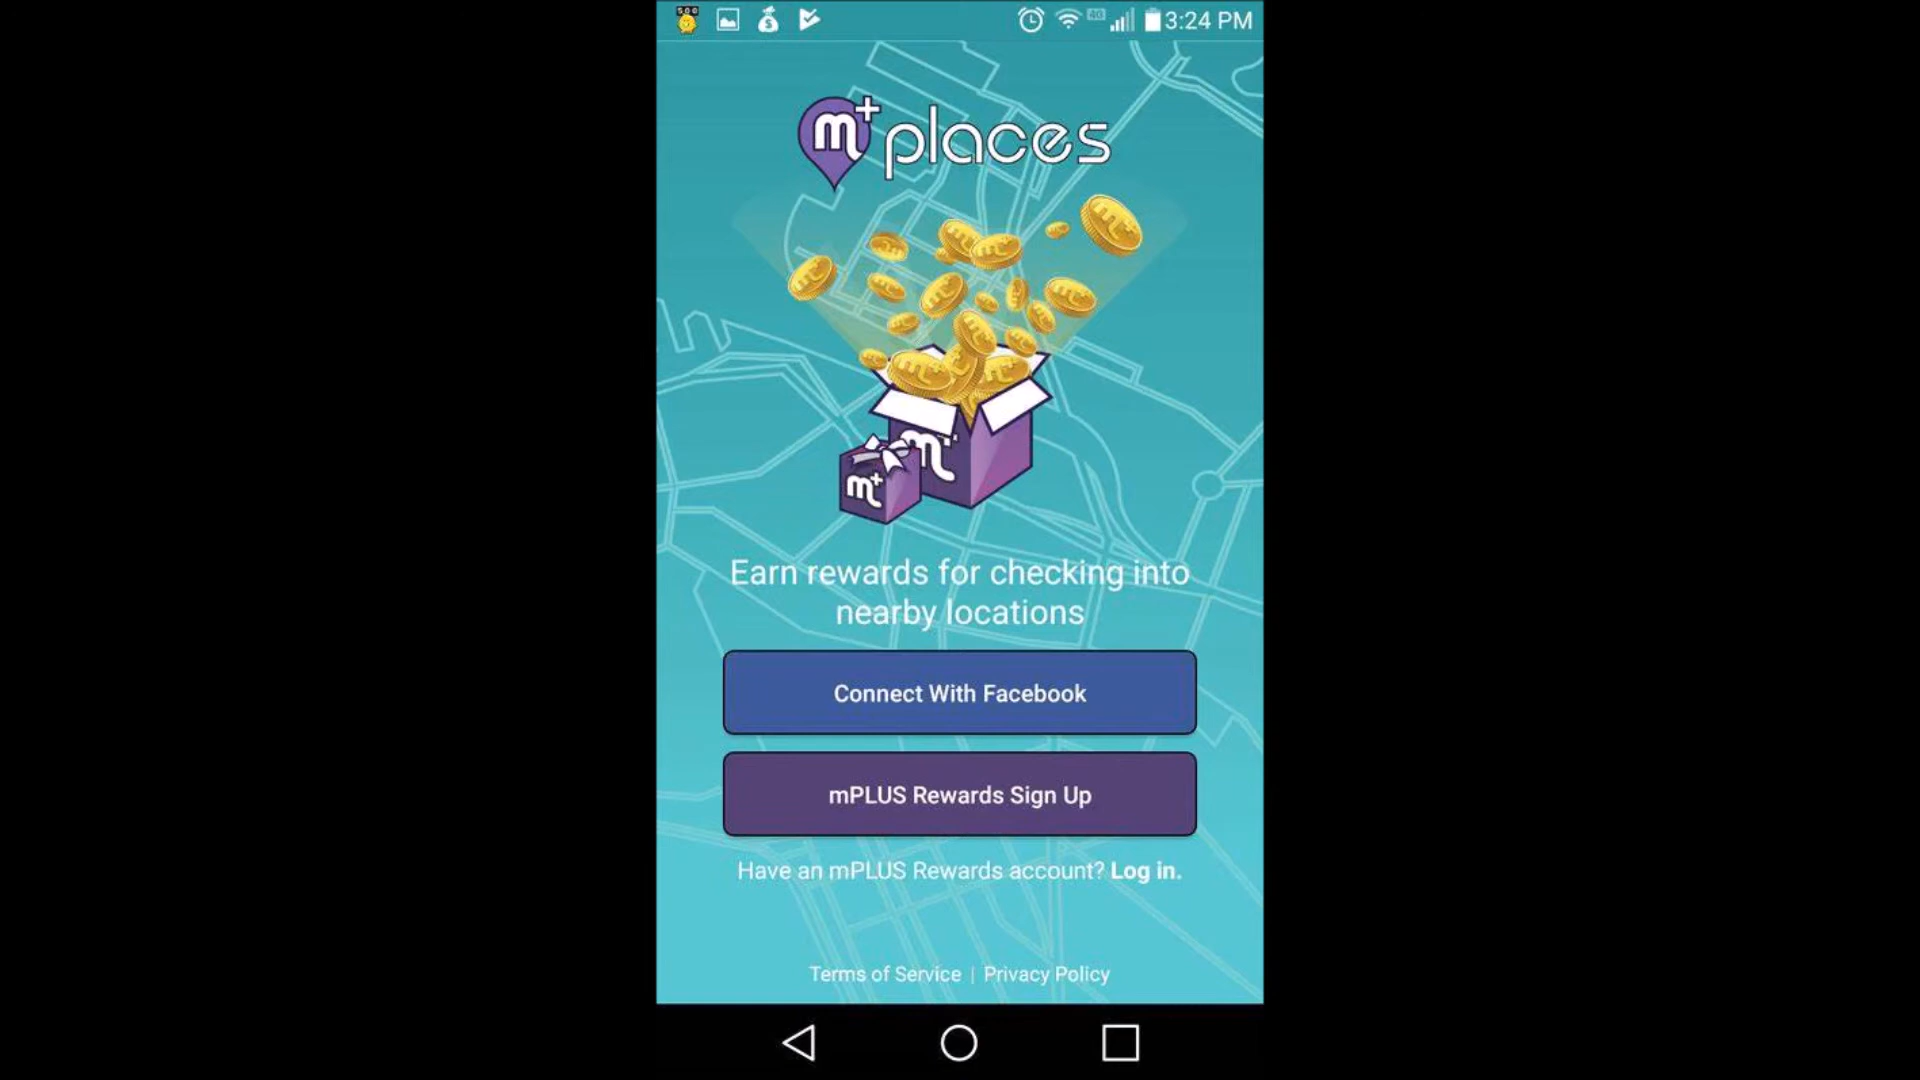 3:24 PM
m+ places
Earn rewards for checking into
nearby locations
Connect With Facebook
mPLUS Rewards Sign Up
Have an mPLUS Rewards account? Log in.
Terms of Service | Privacy Policy